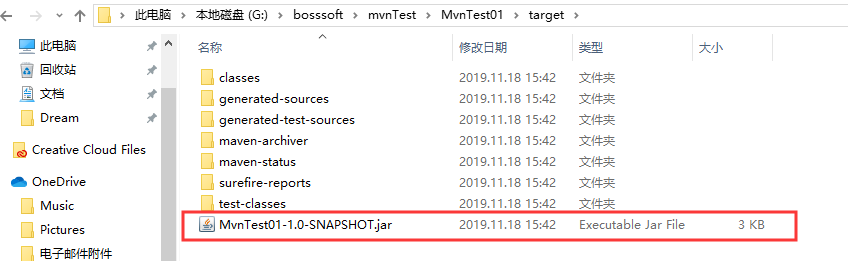 此电脑 > 本地磁盘 (G:) > bosssoft > mvnTest > MvnTest01 > target >
此电脑
回收站
文档
Dream
Creative Cloud Files
OneDrive
Music
Pictures
电子邮件附件
名称 修改日期 类型 大小
classes 2019.11.18 15:42 文件夹
generated-sources 2019.11.18 15:42 文件夹
generated-test-sources 2019.11.18 15:42 文件夹
maven-archiver 2019.11.18 15:42 文件夹
maven-status 2019.11.18 15:42 文件夹
surefire-reports 2019.11.18 15:42 文件夹
test-classes 2019.11.18 15:42 文件夹
MvnTest01-1.0-SNAPSHOT.jar 2019.11.18 15:42 Executable Jar File 3 KB